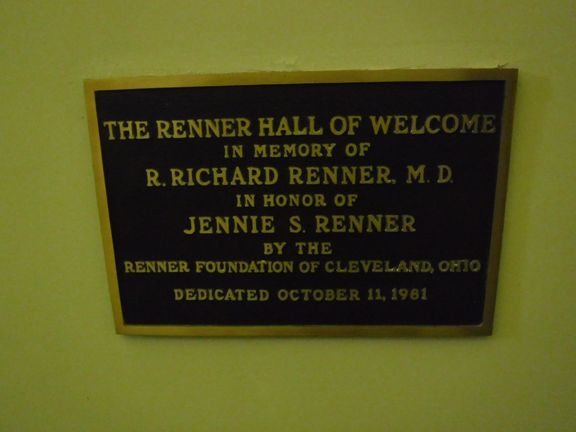 THE RENNER HALL OF WELCOME
IN MEMORY OF
R. RICHARD RENNER, M. D.
IN HONOR OF
JENNIE S. RENNER
BY THE
RENNER FOUNDATION OF CLEVELAND, OHIO
DEDICATED OCTOBER 11, 1981